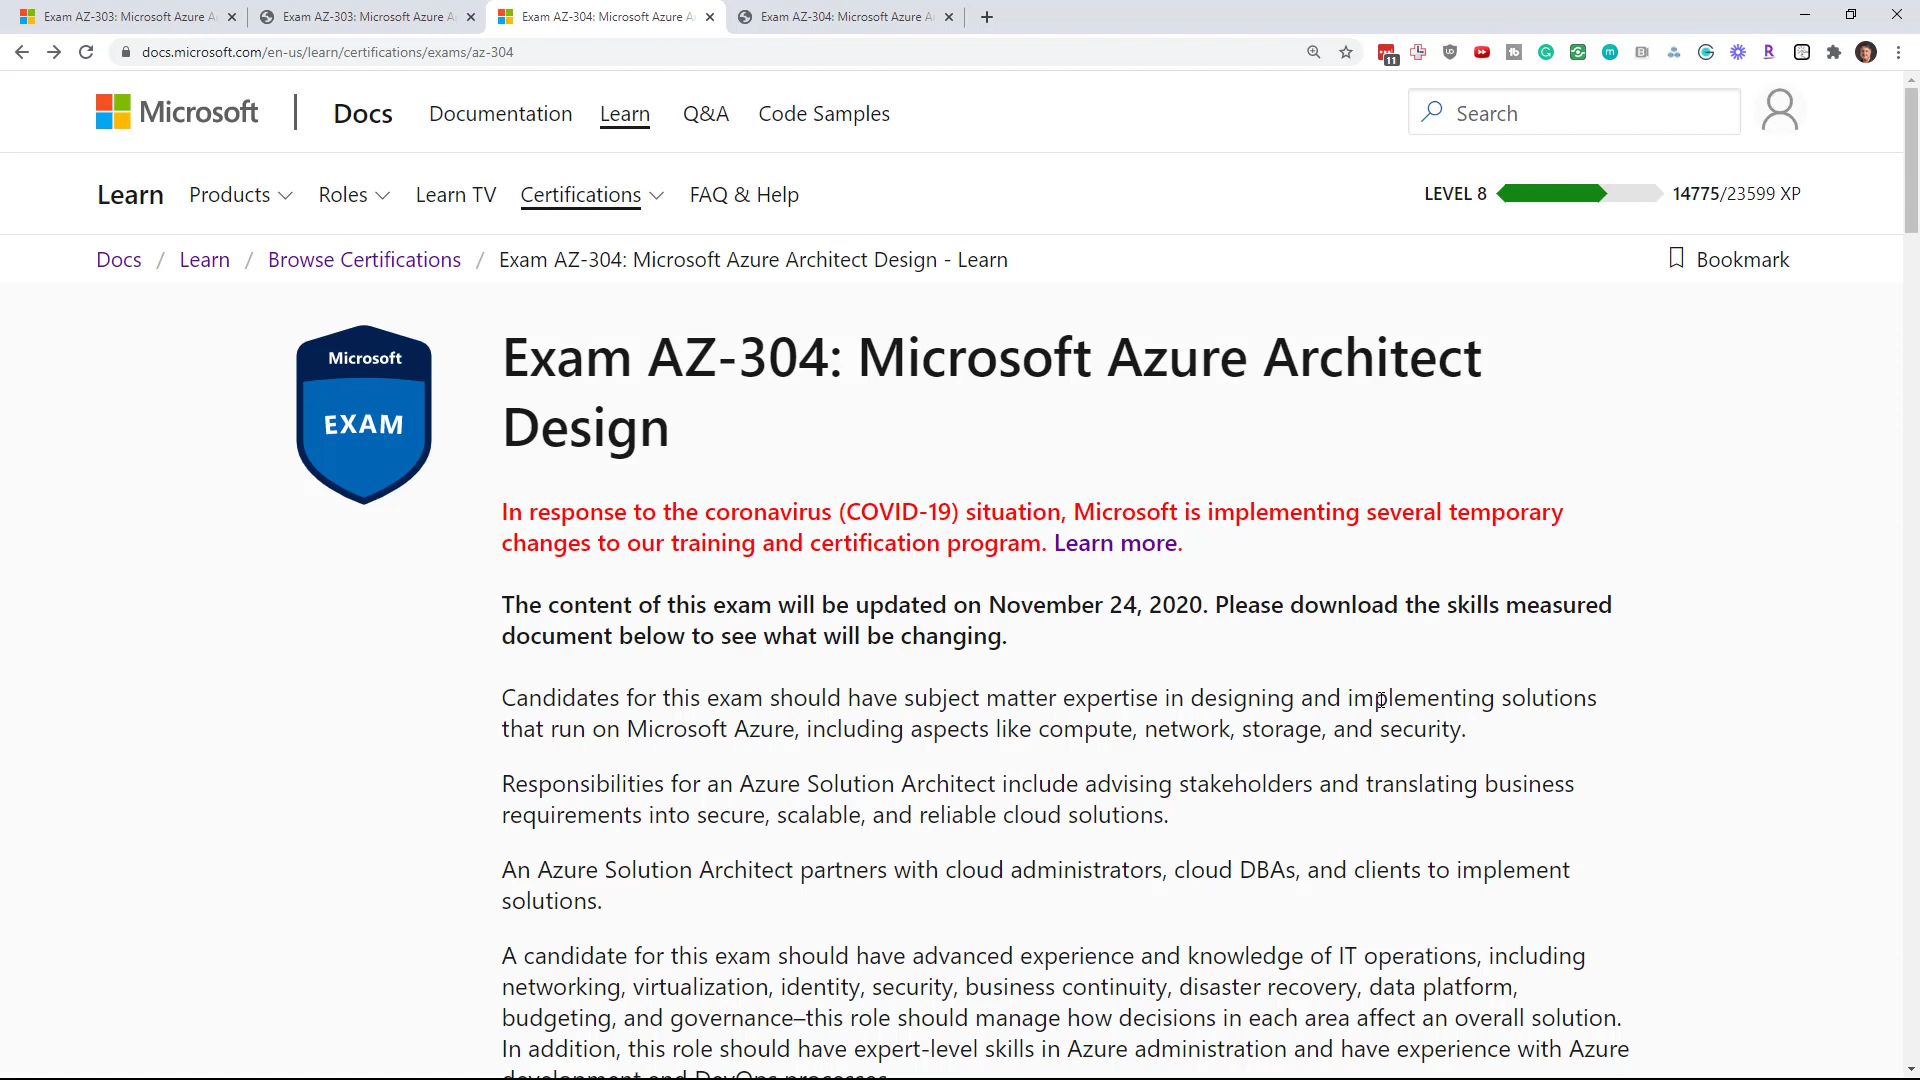 Exam AZ-303: Microsoft Azure A
Exam AZ-303: Microsoft Azure A
Exam AZ-304: Microsoft Azure A
Exam AZ-304: Microsoft Azure A
docs.microsoft.com/en-us/learn/certifications/exams/az-304
11
Microsoft
Docs
Documentation
Learn
Q&A
Code Samples
Search
Learn
Products
Roles
Learn TV
Certifications
FAQ & Help
LEVEL 8
14775/23599 XP
Docs / Learn / Browse Certifications / Exam AZ-304: Microsoft Azure Architect Design - Learn
Bookmark
Microsoft
EXAM
Exam AZ-304: Microsoft Azure Architect
Design
In response to the coronavirus (COVID-19) situation, Microsoft is implementing several temporary
changes to our training and certification program. Learn more.
The content of this exam will be updated on November 24, 2020. Please download the skills measured
document below to see what will be changing.
Candidates for this exam should have subject matter expertise in designing and implementing solutions
that run on Microsoft Azure, including aspects like compute, network, storage, and security.
Responsibilities for an Azure Solution Architect include advising stakeholders and translating business
requirements into secure, scalable, and reliable cloud solutions.
An Azure Solution Architect partners with cloud administrators, cloud DBAs, and clients to implement
solutions.
A candidate for this exam should have advanced experience and knowledge of IT operations, including
networking, virtualization, identity, security, business continuity, disaster recovery, data platform,
budgeting, and governance–this role should manage how decisions in each area affect an overall solution.
In addition, this role should have expert-level skills in Azure administration and have experience with Azure
development and DevOps processes.